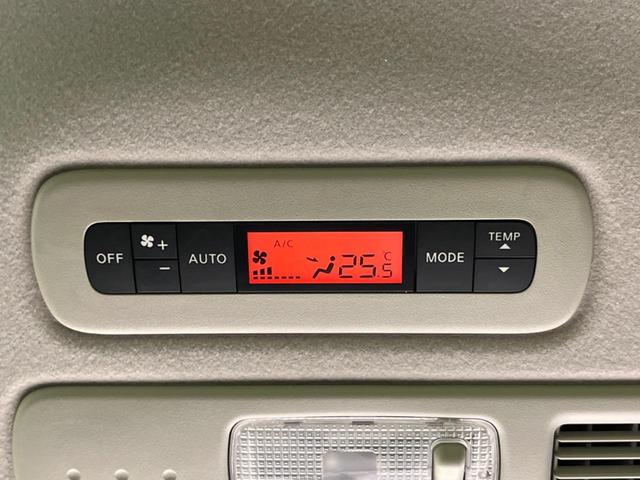 OFF
+
-
AUTO
A/C
25.5°C
MODE
TEMP